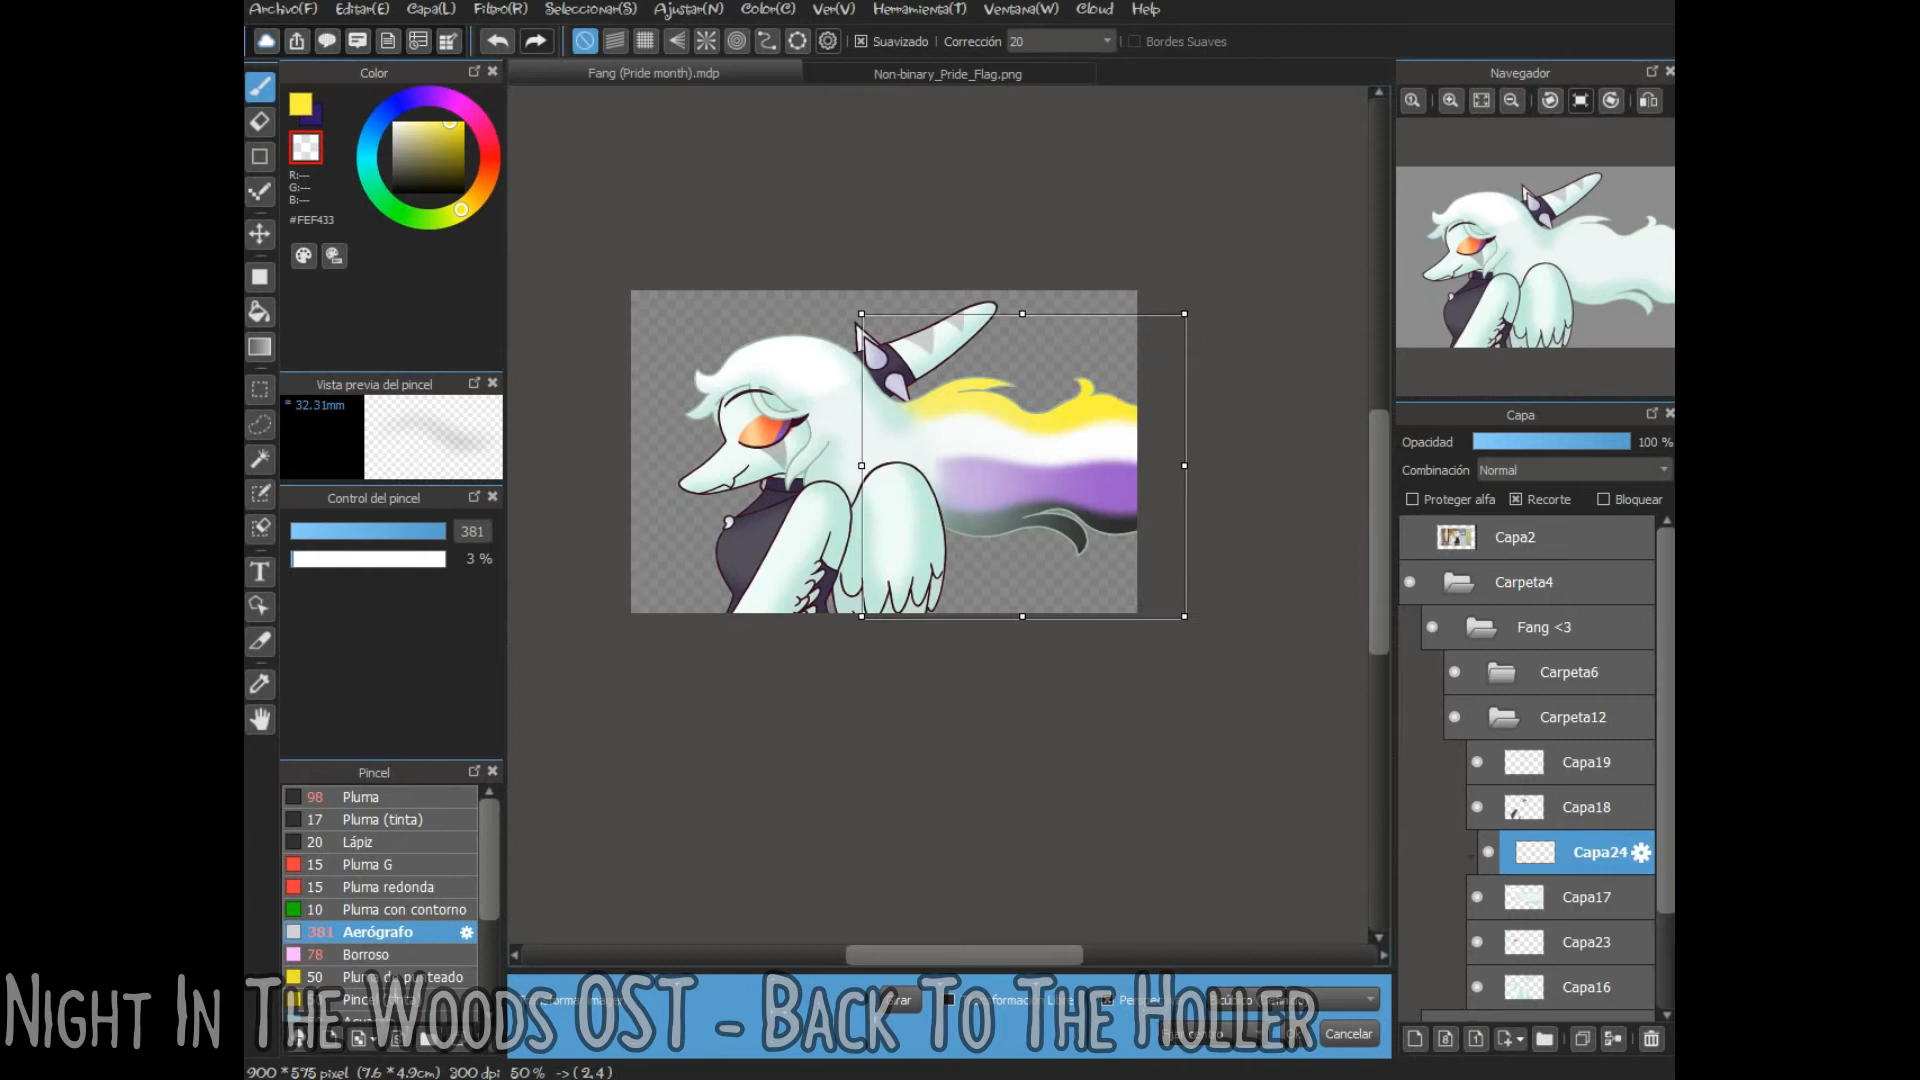 Archivo(F) Editar(E) Capa(L) Filtro(R) Seleccionar(S) Ajustar(N) Color(C) Ver(V) Herramienta(T) Ventana(W) Cloud Help
Suavizado Corrección 20 Bordes Suaves
Color
Fang (Pride month).mdp Non-binary_Pride_Flag.png
Navegador
R:---
G:---
B:---
#FEF433
Vista previa del pincel
* 32.31mm
Control del pincel
381
3 %
Capa
Opacidad 100 %
Combinación Normal
Proteger alfa Recorte Bloquear
Capa2
Carpeta4
Fang <3
Carpeta6
Carpeta12
Capa19
Capa18
Capa24
Capa17
Capa23
Capa16
Pincel
98 Pluma
17 Pluma (tinta)
20 Lápiz
15 Pluma G
15 Pluma redonda
10 Pluma con contorno
381 Aerógrafo
78 Borroso
50 Pluma de punteado
Night In The Woods OST - Back To The Holler
Cancelar
900 * 575 pixel (7.6 * 4.9cm) 300 dpi 50 % -> ( 2, 4 )